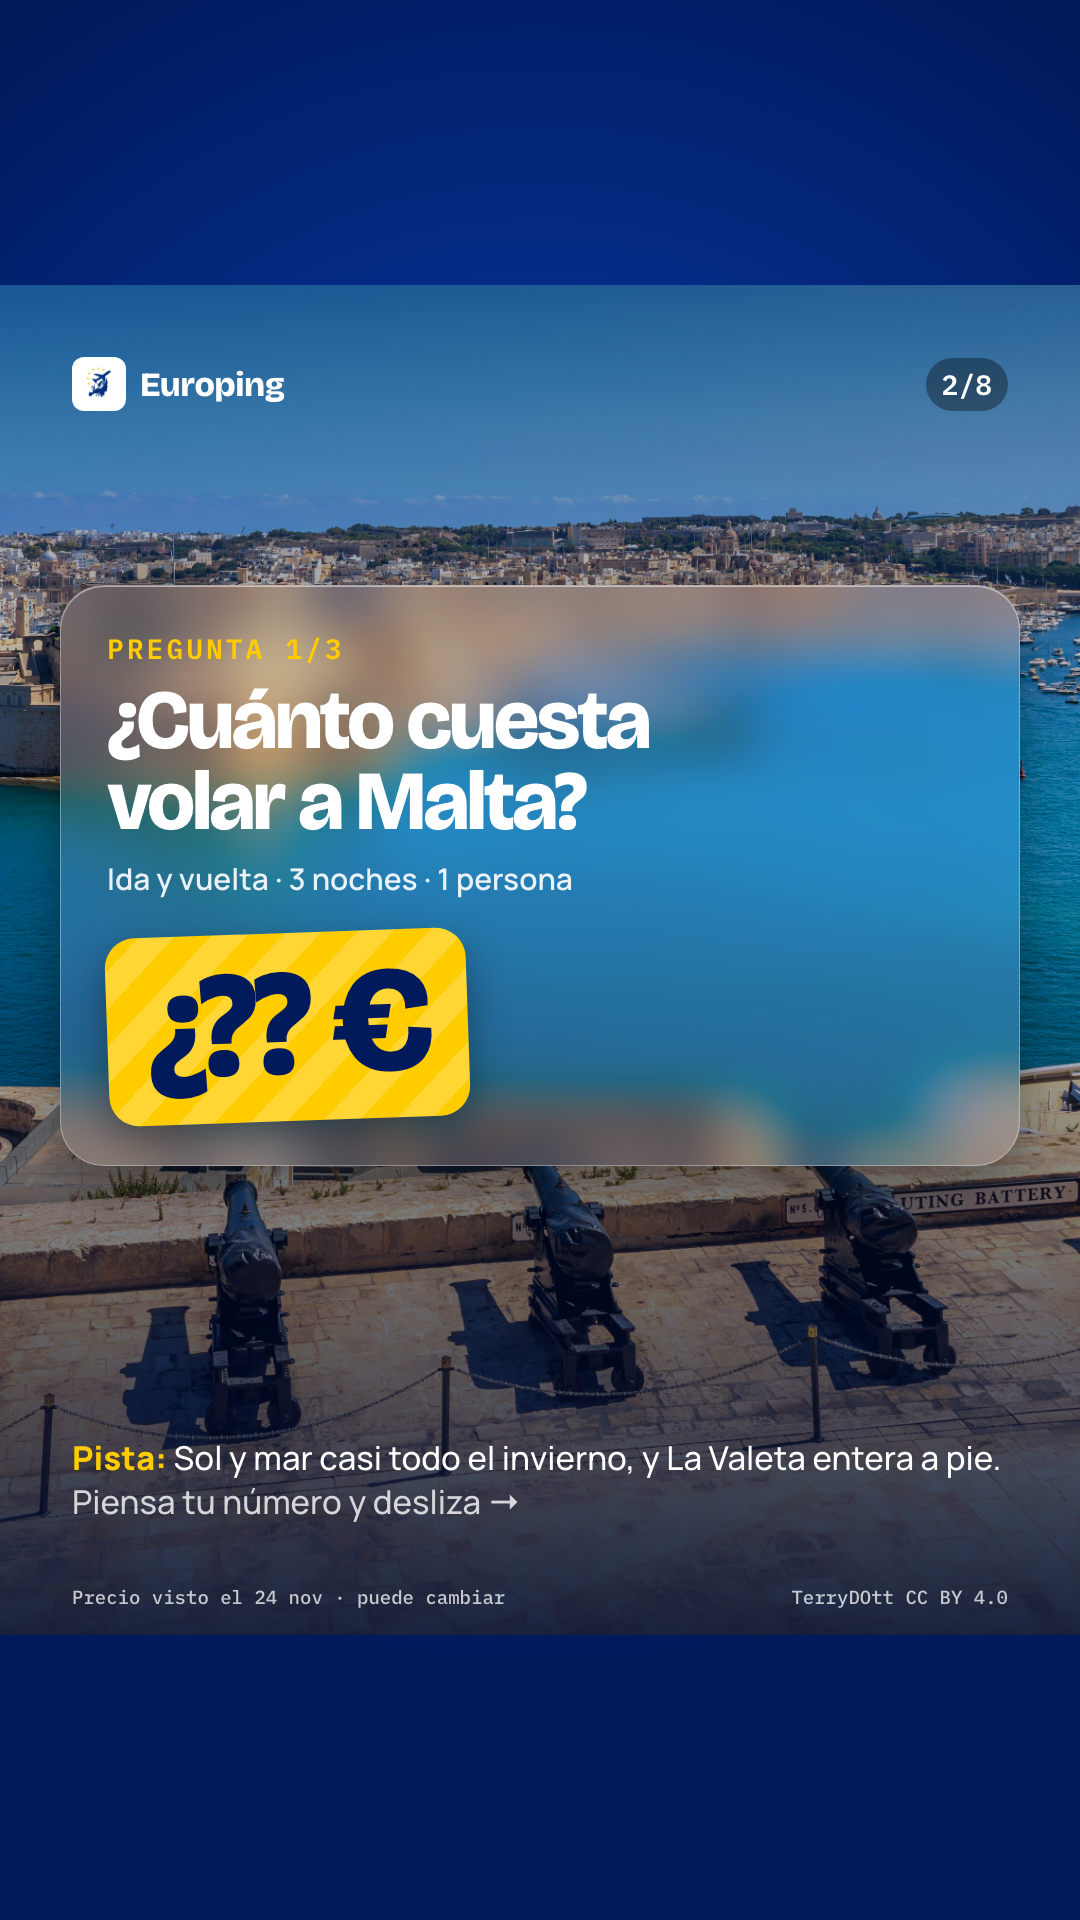 Europing
2/8
PREGUNTA 1/3
¿Cuánto cuesta
volar a Malta?
Ida y vuelta · 3 noches · 1 persona
¿?? €
UTING BATTERY
Nº5.
Pista: Sol y mar casi todo el invierno, y La Valeta entera a pie.
Piensa tu número y desliza →
Precio visto el 24 nov · puede cambiar
TerryDOtt CC BY 4.0